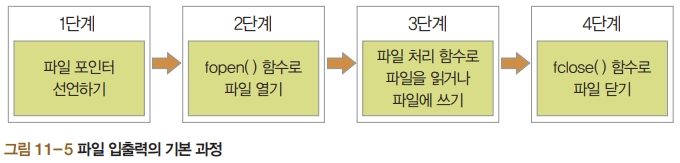 1단계
파일 포인터
선언하기
2단계
fopen( ) 함수로
파일 열기
3단계
파일 처리 함수로
파일을 읽거나
파일에 쓰기
4단계
fclose( ) 함수로
파일 닫기
그림 11-5 파일 입출력의 기본 과정